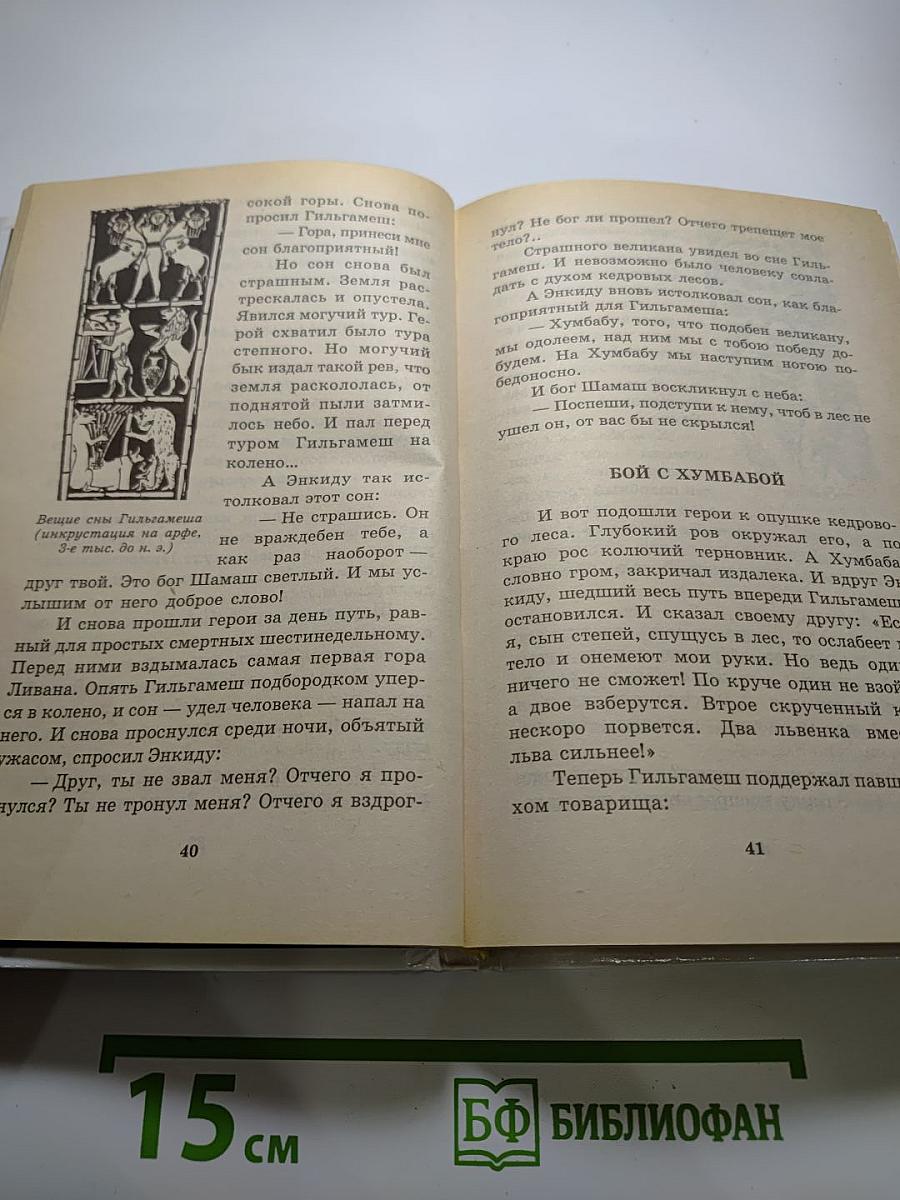 сокой горы. Снова по-
просил Гильгамеш:
— Гора, принеси мне
сон благоприятный!
Но сон снова был
страшным. Земля рас-
трескалась и опустела.
Явился могучий тур. Ге-
рой схватил было тура
степного. Но могучий
бык издал такой рев, что
земля раскололась, от
поднятой пыли затми-
лось небо. И пал перед
туром Гильгамеш на
колено...
А Энкиду так ис-
толковал этот сон:
— Не страшись. Он
не враждебен тебе, а
как раз наоборот —
Вещие сны Гильгамеша
(инкрустация на арфе,
3-е тыс. до н. э.)
друг твой. Это бог Шамаш светлый. И мы ус-
лышим от него доброе слово!
И снова прошли герои за день путь, рав-
ный для простых смертных шестинедельному.
Перед ними вздымалась самая первая гора
Ливана. Опять Гильгамеш подбородком упер-
ся в колено, и сон — удел человека — напал на
него. И снова проснулся среди ночи, объятый
ужасом, спросил Энкиду:
— Друг, ты не звал меня? Отчего я про-
нулся? Ты не тронул меня? Отчего я вздрог-
40
нул? Не бог ли прошел? Отчего трепещет мое
тело?..
Страшного великана увидел во сне Гиль-
гамеш. И невозможно было человеку совла-
дать с духом кедровых лесов.
А Энкиду вновь истолковал сон, как бла-
гоприятный для Гильгамеша:
— Хумбабу, того, что подобен великану,
мы одолеем, над ним мы с тобою победу до-
будем. На Хумбабу мы наступим ногою по-
бедоносно.
И бог Шамаш воскликнул с неба:
— Поспеши, подступи к нему, чтоб в лес не
ушел он, от вас бы не скрылся!
БОЙ С ХУМБАБОЙ
И вот подошли герои к опушке кедрово-
го леса. Глубокий ров окружал его, а по
краю рос колючий терновник. А Хумбаба,
словно гром, закричал издалека. И вдруг Эн
киду, шедший весь путь впереди Гильгамеш
остановился. И сказал своему другу: «Ес
я, сын степей, спущусь в лес, то ослабеет
тело и онемеют мои руки. Но ведь оди
ничего не сможет! По круче один не взой
а двое взберутся. Втрое скрученный
нескоро порвется. Два львенка вме
льва сильнее!»
Теперь Гильгамеш поддержал павш
хом товарища:
41
15 см
БФ БИБЛИОФАН